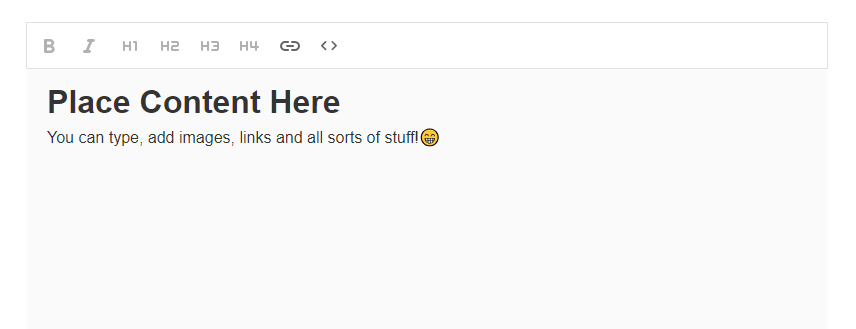 B I H1 H2 H3 H4 <>
Place Content Here
You can type, add images, links and all sorts of stuff!😁